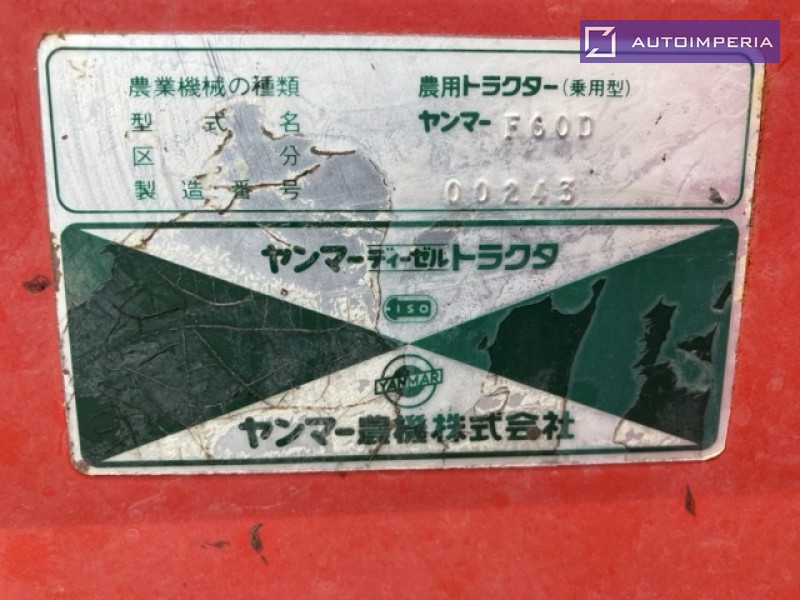 AUTOIMPERIA
農業機械の種類 農用トラクター(乗用型)
型式名 ヤンマー F60D
区分
製造番号 00243
ヤンマーディーゼルトラクタ
ISO
YANMAR
ヤンマー農機株式会社